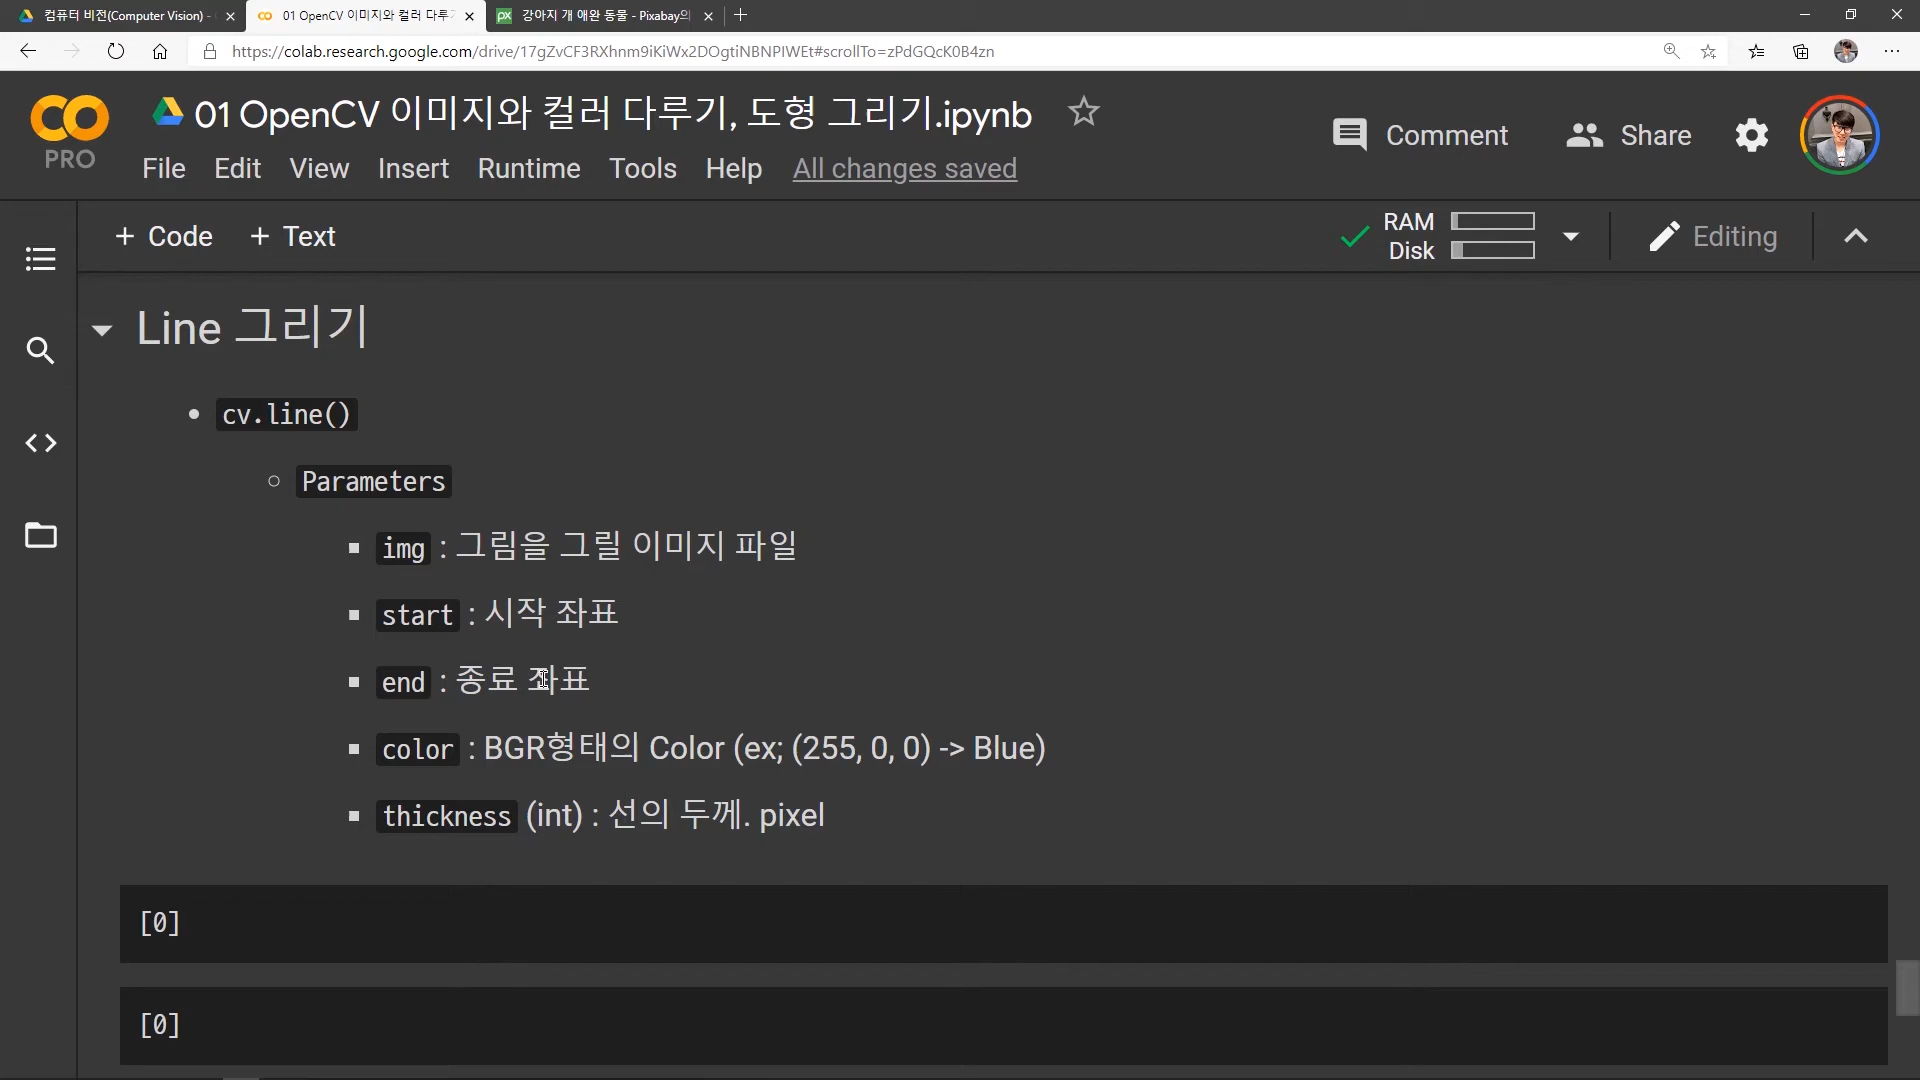 컴퓨터 비전(Computer Vision) -
01 OpenCV 이미지와 컬러 다루기
강아지 개 애완 동물 - Pixabay의
https://colab.research.google.com/drive/17gZvCF3RXhnm9iKiWx2DOgtiNBNPIWEt#scrollTo=zPdGQcK0B4zn
CO
PRO
01 OpenCV 이미지와 컬러 다루기, 도형 그리기.ipynb
Comment
Share
File Edit View Insert Runtime Tools Help All changes saved
+ Code + Text
RAM
Disk
Editing
Line 그리기
cv.line()
Parameters
img : 그림을 그릴 이미지 파일
start : 시작 좌표
end : 종료 좌표
color : BGR형태의 Color (ex; (255, 0, 0) -> Blue)
thickness (int) : 선의 두께. pixel
[0]
[0]